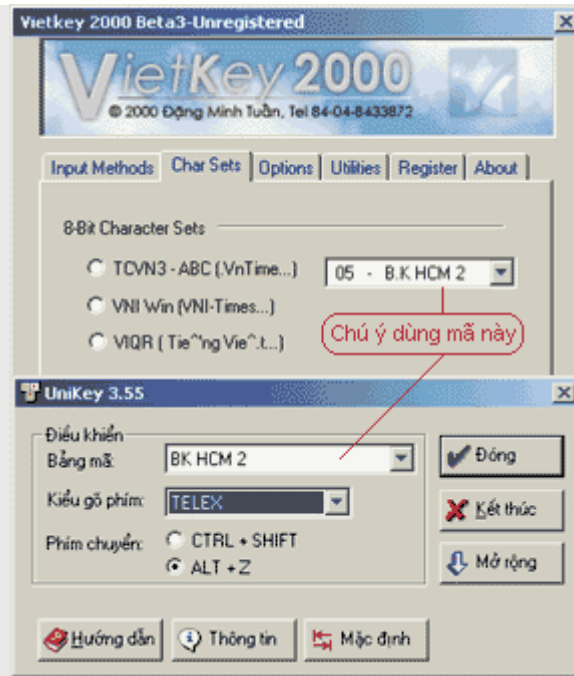 Vietkey 2000 Beta3-Unregistered
VietKey 2000
© 2000 Đặng Minh Tuấn, Tel 84-04-8433872
Input Methods Char Sets Options Utilities Register About
8-Bit Character Sets
TCVN3 - ABC (.VnTime...) 05 - B.K HCM 2
VNI Win (VNI-Times...)
VIQR ( Tie^'ng Vie^.t...)
Chú ý dùng mã này
UniKey 3.55
Điều khiển
Bảng mã: BK HCM 2
Đóng
Kiểu gõ phím: TELEX
Kết thúc
Phím chuyển: CTRL + SHIFT
ALT + Z
Mở rộng
Hướng dẫn Thông tin Mặc định